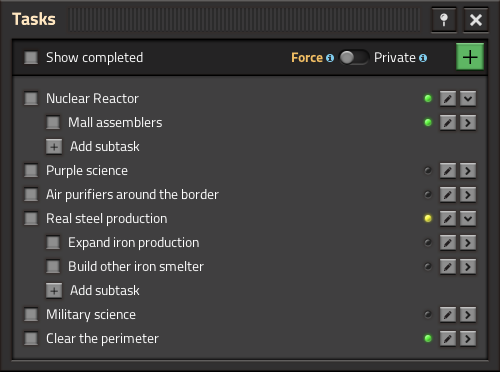 Tasks
Show completed Force Private
Nuclear Reactor
Mall assemblers
Add subtask
Purple science
Air purifiers around the border
Real steel production
Expand iron production
Build other iron smelter
Add subtask
Military science
Clear the perimeter